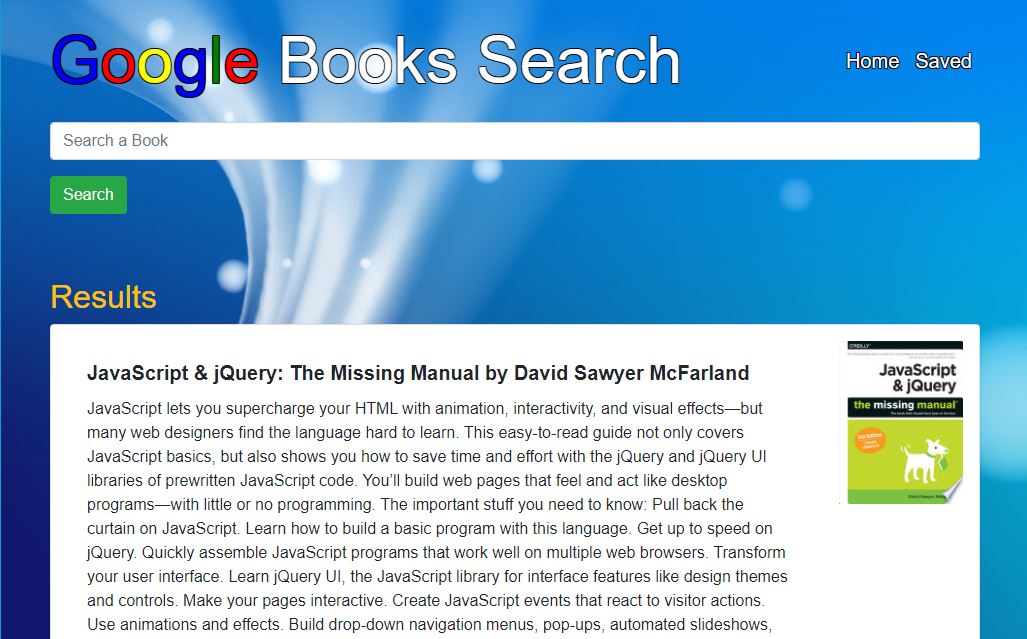 Google Books Search
Home Saved
Search a Book
Search
Results
JavaScript & jQuery: The Missing Manual by David Sawyer McFarland
JavaScript lets you supercharge your HTML with animation, interactivity, and visual effects—but
many web designers find the language hard to learn. This easy-to-read guide not only covers
JavaScript basics, but also shows you how to save time and effort with the jQuery and jQuery UI
libraries of prewritten JavaScript code. You’ll build web pages that feel and act like desktop
programs—with little or no programming. The important stuff you need to know: Pull back the
curtain on JavaScript. Learn how to build a basic program with this language. Get up to speed on
jQuery. Quickly assemble JavaScript programs that work well on multiple web browsers. Transform
your user interface. Learn jQuery UI, the JavaScript library for interface features like design themes
and controls. Make your pages interactive. Create JavaScript events that react to visitor actions.
Use animations and effects. Build drop-down navigation menus, pop-ups, automated slideshows,
O'REILLY
JavaScript
& jQuery
the missing manual
The book that should have been in the box
3rd Edition
David Sawyer